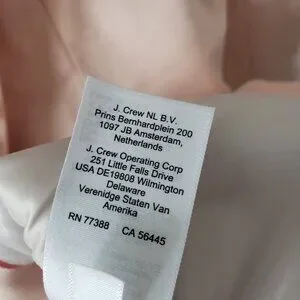 J. Crew NL B.V.
Prins Bernhardplein 200
1097 JB Amsterdam,
Netherlands
J. Crew Operating Corp
251 Little Falls Drive
USA DE19808 Wilmington
Delaware
Verenidge Staten Van
Amerika
RN 77388 CA 56445